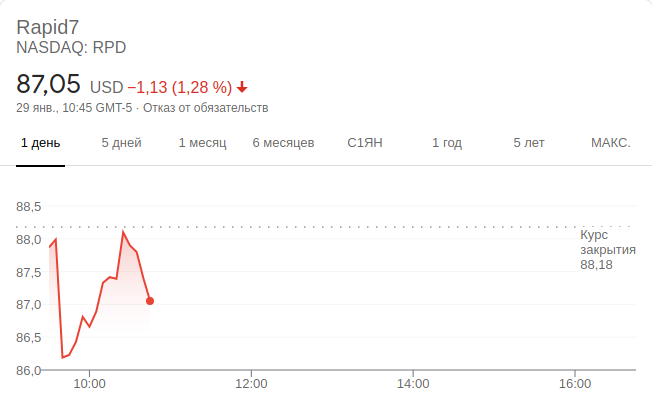 Rapid7
NASDAQ: RPD
87,05 USD −1,13 (1,28 %)
29 янв., 10:45 GMT-5 · Отказ от обязательств
1 день 5 дней 1 месяц 6 месяцев С1ЯН 1 год 5 лет МАКС.
88,5
88,0
87,5
87,0
86,5
86,0
Курс
закрытия
88,18
10:00 12:00 14:00 16:00